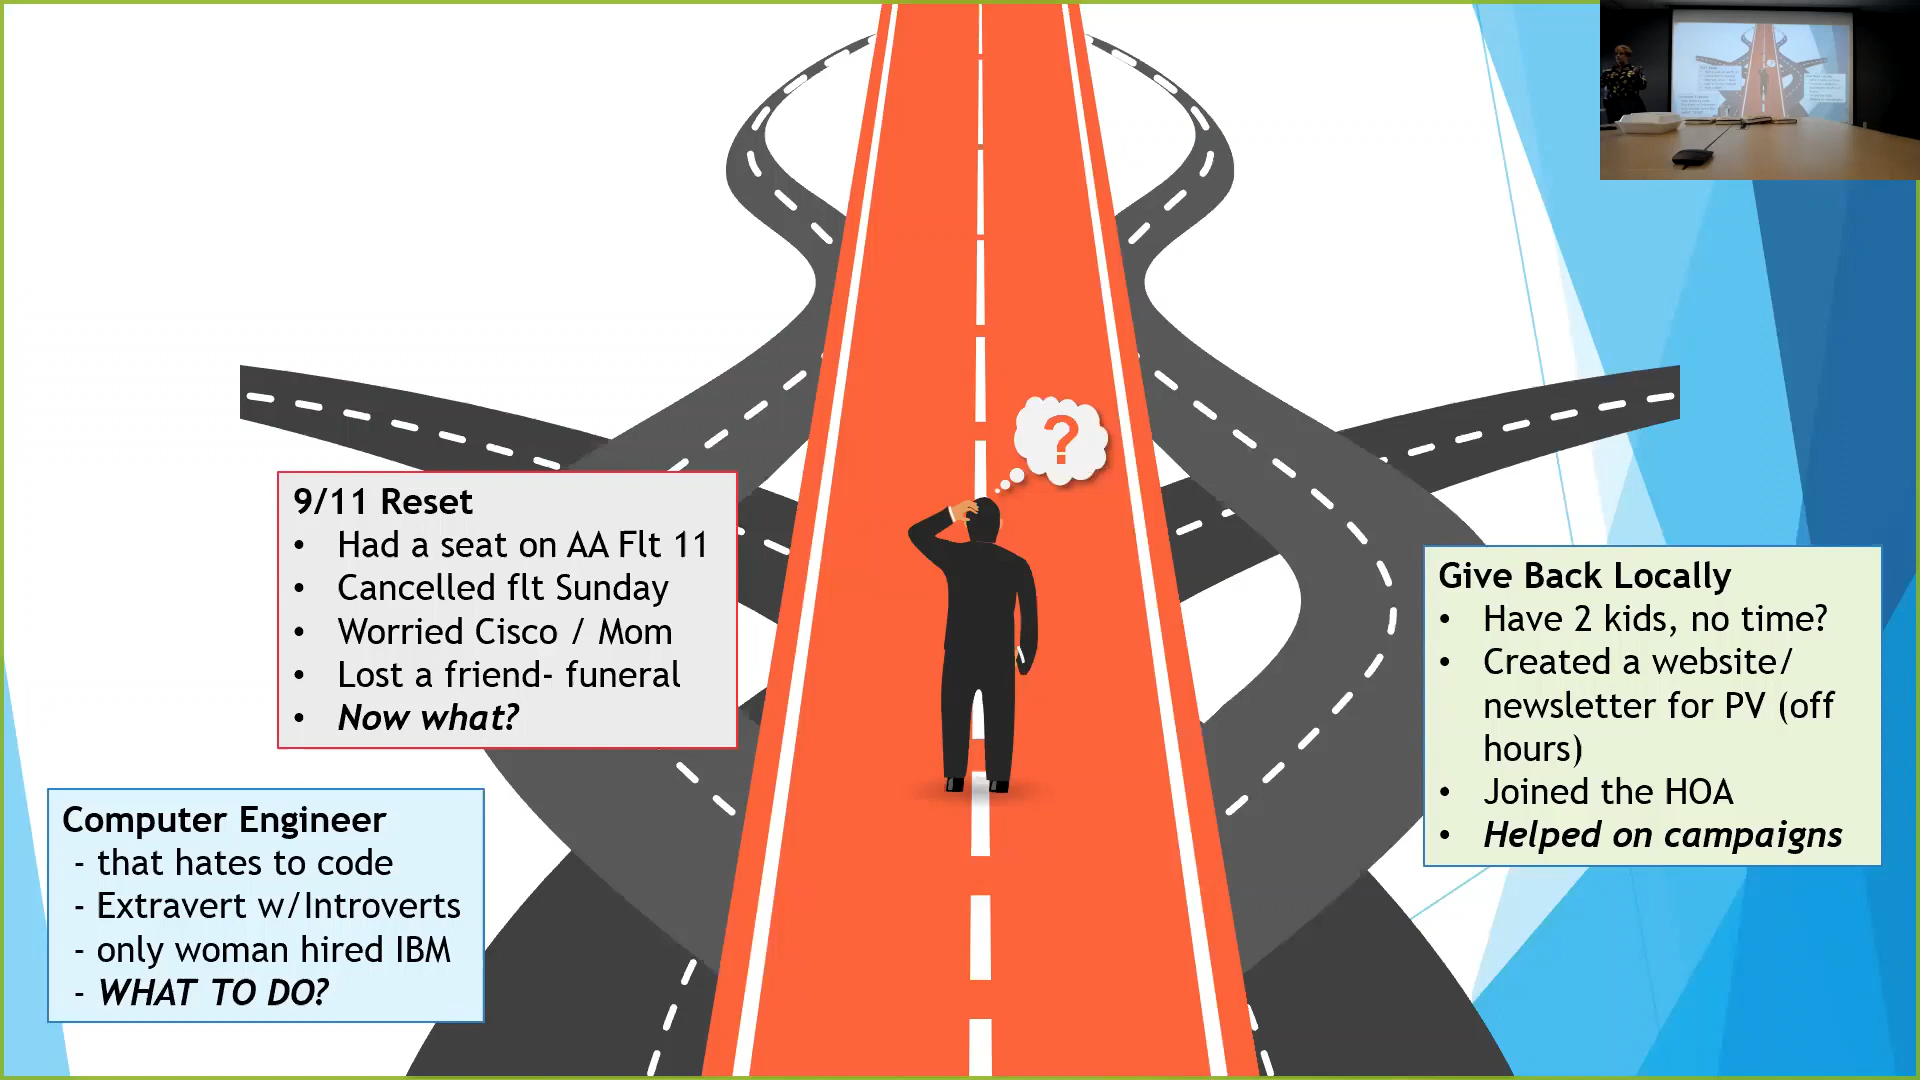 9/11 Reset
• Had a seat on AA Flt 11
• Cancelled flt Sunday
• Worried Cisco / Mom
• Lost a friend- funeral
• Now what?
Computer Engineer
- that hates to code
- Extravert w/Introverts
- only woman hired IBM
- WHAT TO DO?
?
Give Back Locally
• Have 2 kids, no time?
• Created a website/
newsletter for PV (off
hours)
• Joined the HOA
• Helped on campaigns